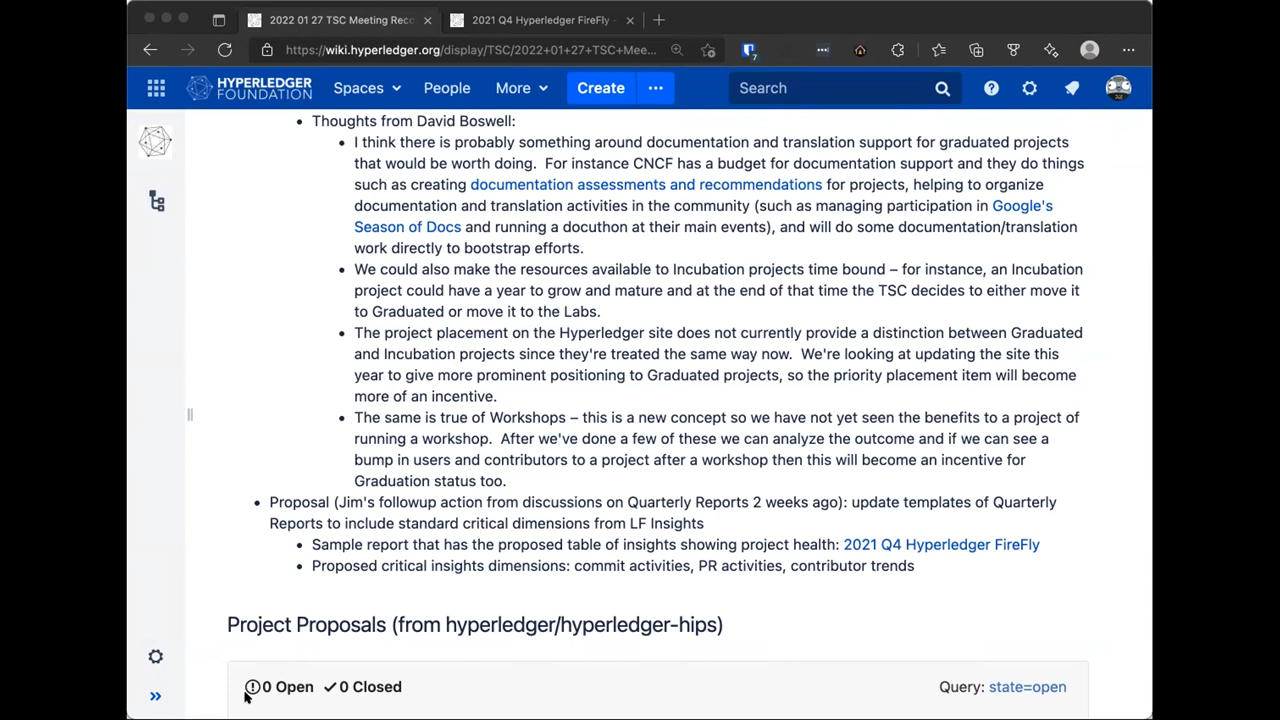 2022 01 27 TSC Meeting Reco
2021 Q4 Hyperledger FireFly -
https://wiki.hyperledger.org/display/TSC/2022+01+27+TSC+Mee...
7
HYPERLEDGER
FOUNDATION
Spaces
People
More
Create
Search
• Thoughts from David Boswell:
• I think there is probably something around documentation and translation support for graduated projects
that would be worth doing.  For instance CNCF has a budget for documentation support and they do things
such as creating documentation assessments and recommendations for projects, helping to organize
documentation and translation activities in the community (such as managing participation in Google's
Season of Docs and running a docuthon at their main events), and will do some documentation/translation
work directly to bootstrap efforts.
• We could also make the resources available to Incubation projects time bound – for instance, an Incubation
project could have a year to grow and mature and at the end of that time the TSC decides to either move it
to Graduated or move it to the Labs.
• The project placement on the Hyperledger site does not currently provide a distinction between Graduated
and Incubation projects since they're treated the same way now.  We're looking at updating the site this
year to give more prominent positioning to Graduated projects, so the priority placement item will become
more of an incentive.
• The same is true of Workshops – this is a new concept so we have not yet seen the benefits to a project of
running a workshop.  After we've done a few of these we can analyze the outcome and if we can see a
bump in users and contributors to a project after a workshop then this will become an incentive for
Graduation status too.
• Proposal (Jim's followup action from discussions on Quarterly Reports 2 weeks ago): update templates of Quarterly
Reports to include standard critical dimensions from LF Insights
• Sample report that has the proposed table of insights showing project health: 2021 Q4 Hyperledger FireFly
• Proposed critical insights dimensions: commit activities, PR activities, contributor trends
Project Proposals (from hyperledger/hyperledger-hips)
0 Open ✓ 0 Closed
Query: state=open